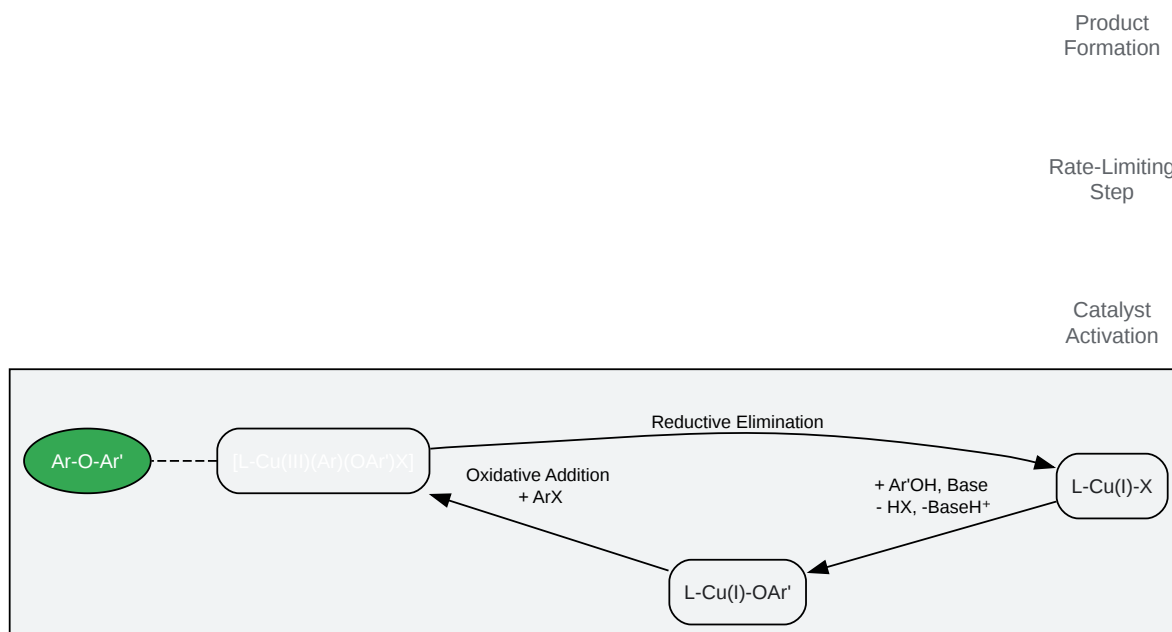 Product
Formation
Rate-Limiting
Step
Catalyst
Activation
Reductive Elimination
Ar-O-Ar'
[L-Cu(III)(Ar)(OAr')X]
Oxidative Addition
+ ArX
+ Ar'OH, Base
- HX, -BaseH⁺
L-Cu(I)-X
L-Cu(I)-OAr'